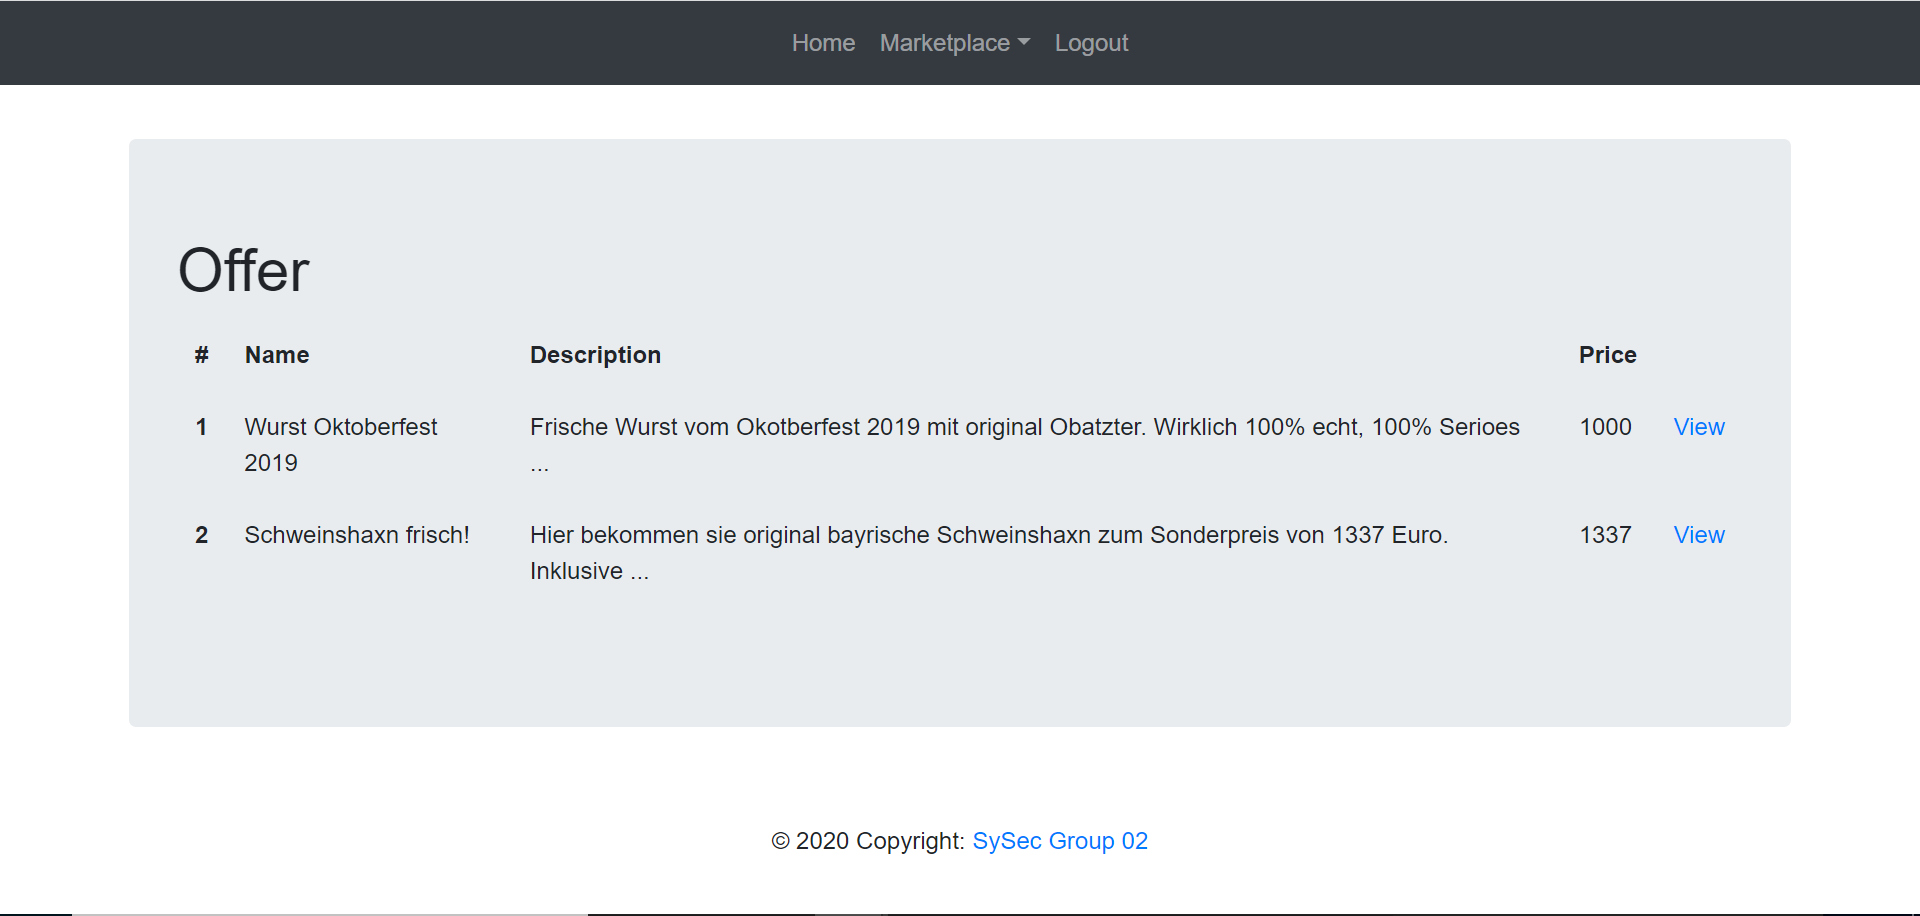 Home Marketplace Logout
Offer
# Name Description Price
1 Wurst Oktoberfest Frische Wurst vom Okotberfest 2019 mit original Obatzter. Wirklich 100% echt, 100% Serioes 1000 View
2019 ...
2 Schweinshaxn frisch! Hier bekommen sie original bayrische Schweinshaxn zum Sonderpreis von 1337 Euro. 1337 View
Inklusive ...
© 2020 Copyright: SySec Group 02